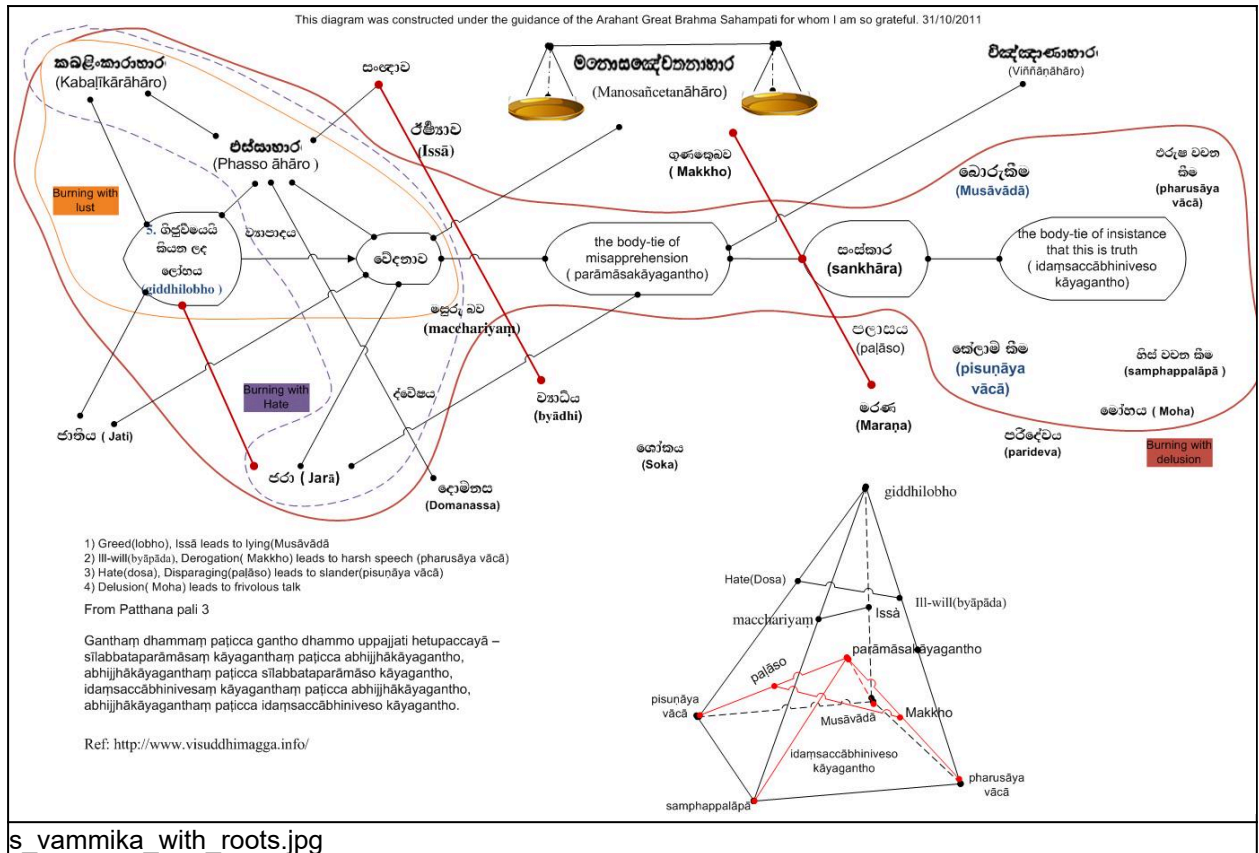 This diagram was constructed under the guidance of the Arahant Great Brahma Sahampati for whom I am so grateful. 31/10/2011
කබළිංකාරාහාර
(Kabaḷīkārāhāro)
සංඥාව
මනොසඤ්චේතනාහාර
(Manosañcetanāhāro)
විඤ්ඤාණාහාර
(Viññāṇāhāro)
ඵස්සාහාර
(Phasso āhāro )
ඊර්ෂ්‍යාව
(Issā)
ගුණමකුබව
( Makkho)
බොරුකීම
(Musāvādā)
ඵරුෂ වචන
කීම
(pharusāya
vācā)
Burning with
lust
5. ගිජුවීමයයි
කියන ලද
ලෝභය
(giddhilobho )
ව්‍යාපාදය
වේදනාව
the body-tie of
misapprehension
( parāmāsakāyagantho)
සංස්කාර
(sankhāra)
the body-tie of insistance
that this is truth
( idaṃsaccābhiniveso
kāyagantho)
මසුරු බව
(macchariyaṃ)
පලාසය
(paḷāso)
කේලාම් කීම
(pisuṇāya
vācā)
හිස් වචන කීම
(samphappalāpā )
Burning with
Hate
ද්වේෂය
ව්‍යාධිය
(byādhi)
මරණ
(Maraṇa)
මෝහය ( Moha)
ජාතිය ( Jati)
ශෝකය
(Soka)
පරිදේවය
(parideva)
Burning with
delusion
ජරා ( Jarā)
දොම්නස
(Domanassa)
giddhilobho
1) Greed(lobho), Issā leads to lying(Musāvādā
2) Ill-will(byāpāda), Derogation( Makkho) leads to harsh speech (pharusāya vācā)
3) Hate(dosa), Disparaging(paḷāso) leads to slander(pisuṇāya vācā)
4) Delusion( Moha) leads to frivolous talk
From Patthana pali 3
Ganthaṃ dhammaṃ paṭicca gantho dhammo uppajjati hetupaccayā –
sīlabbataparāmāsaṃ kāyaganthaṃ paṭicca abhijjhākāyagantho,
abhijjhākāyaganthaṃ paṭicca sīlabbataparāmāso kāyagantho,
idaṃsaccābhinivesaṃ kāyaganthaṃ paṭicca abhijjhākāyagantho,
abhijjhākāyaganthaṃ paṭicca idaṃsaccābhiniveso kāyagantho.
Ref: http://www.visuddhimagga.info/
Hate(Dosa)
Ill-will(byāpāda)
macchariyaṃ
Issà
parāmāsakāyagantho
paḷāso
pisuṇāya
vācā
Musāvādā
Makkho
idaṃsaccābhiniveso
kāyagantho
pharusāya
vācā
samphappalāpā
s_vammika_with_roots.jpg